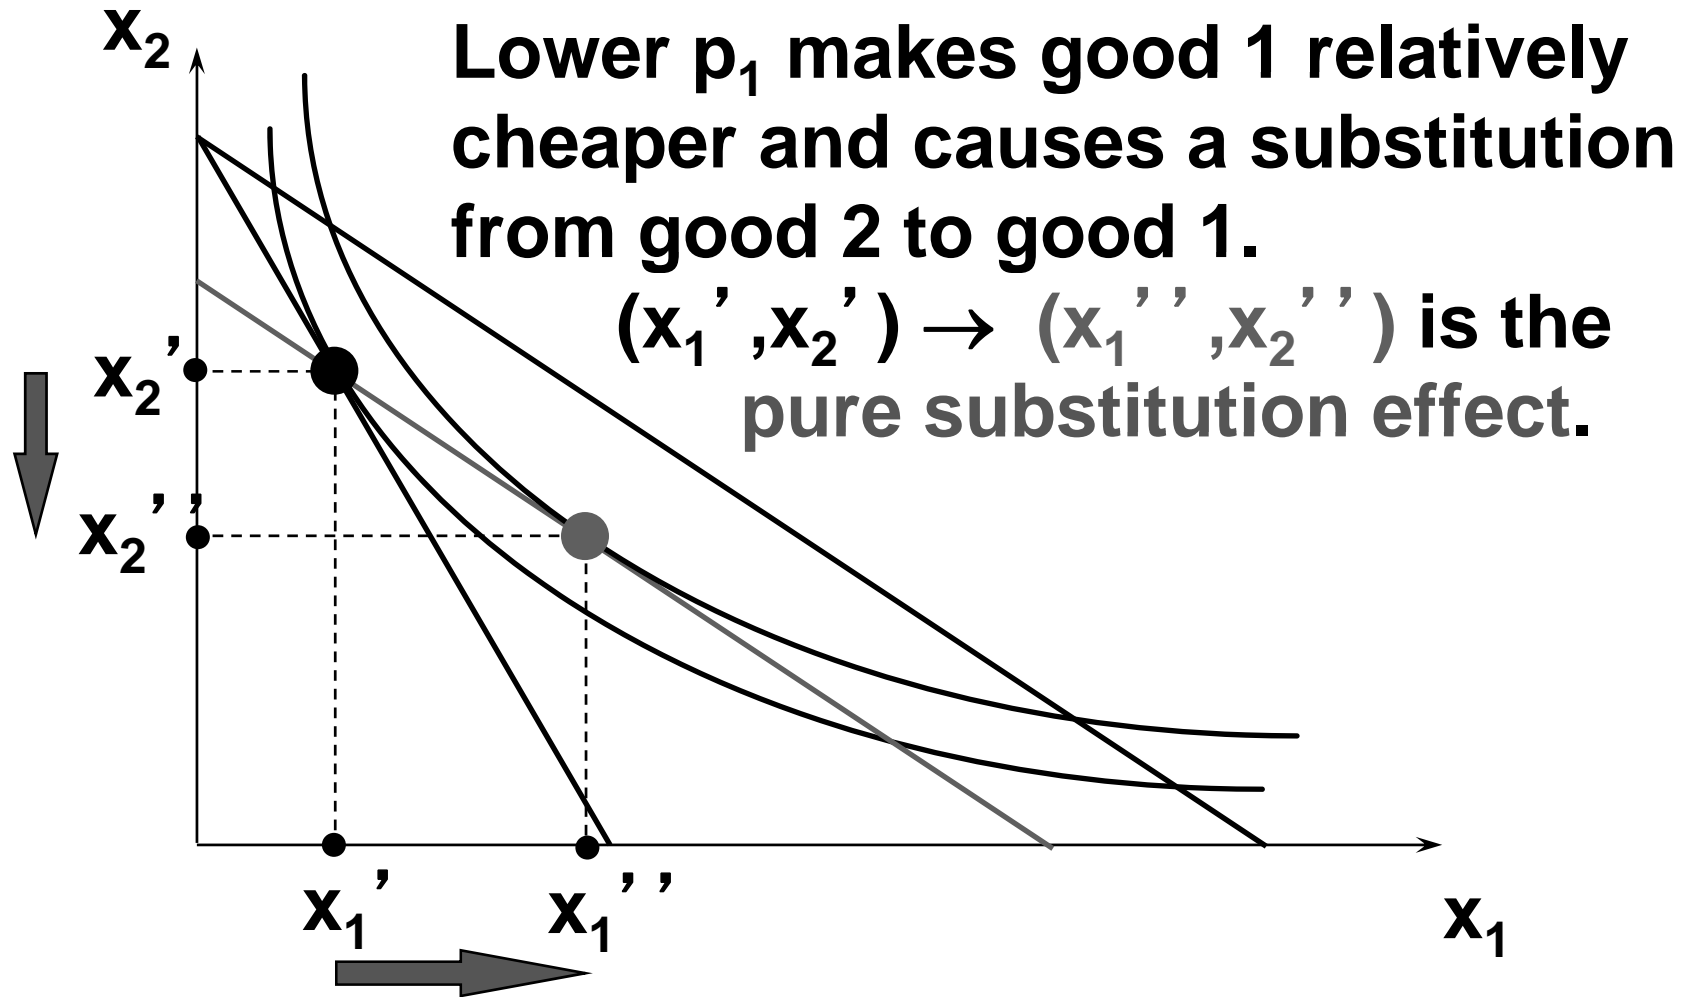 x₂
Lower p₁ makes good 1 relatively
cheaper and causes a substitution
from good 2 to good 1.
(x₁’,x₂’) → (x₁’’,x₂’’) is the
pure substitution effect.
x₂’
x₂’’
x₁’ x₁’’
x₁